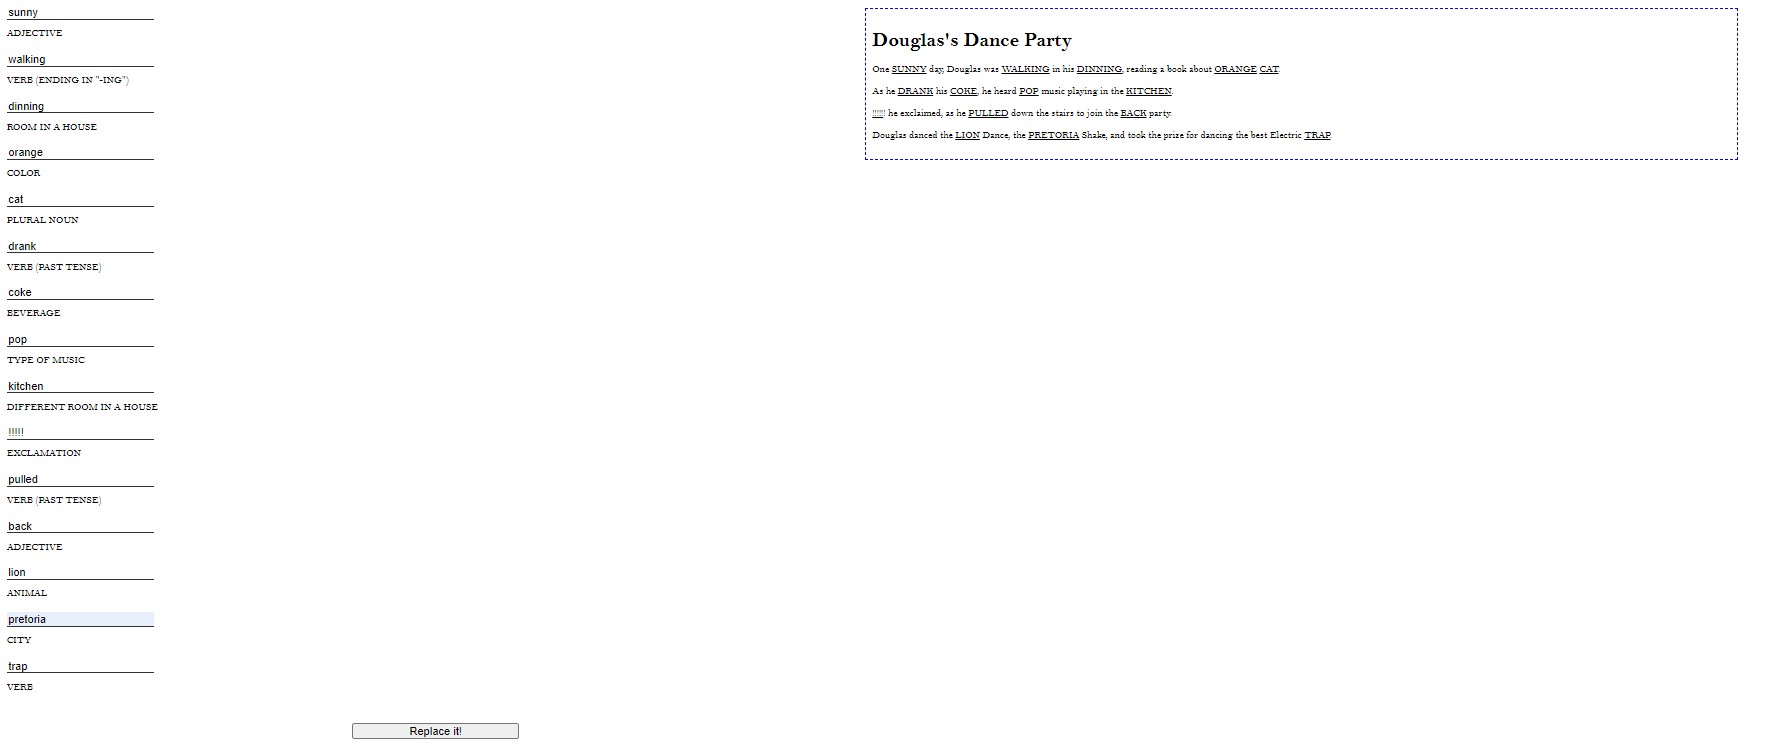 sunny
ADJECTIVE
walking
VERB (ENDING IN "-ING")
dinning
ROOM IN A HOUSE
orange
COLOR
cat
PLURAL NOUN
drank
VERB (PAST TENSE)
coke
BEVERAGE
pop
TYPE OF MUSIC
kitchen
DIFFERENT ROOM IN A HOUSE
!!!!!
EXCLAMATION
pulled
VERB (PAST TENSE)
back
ADJECTIVE
lion
ANIMAL
pretoria
CITY
trap
VERB
Replace it!
Douglas's Dance Party
One SUNNY day, Douglas was WALKING in his DINNING, reading a book about ORANGE CAT.
As he DRANK his COKE, he heard POP music playing in the KITCHEN.
!!!!!! he exclaimed, as he PULLED down the stairs to join the BACK party.
Douglas danced the LION Dance, the PRETORIA Shake, and took the prize for dancing the best Electric TRAP.